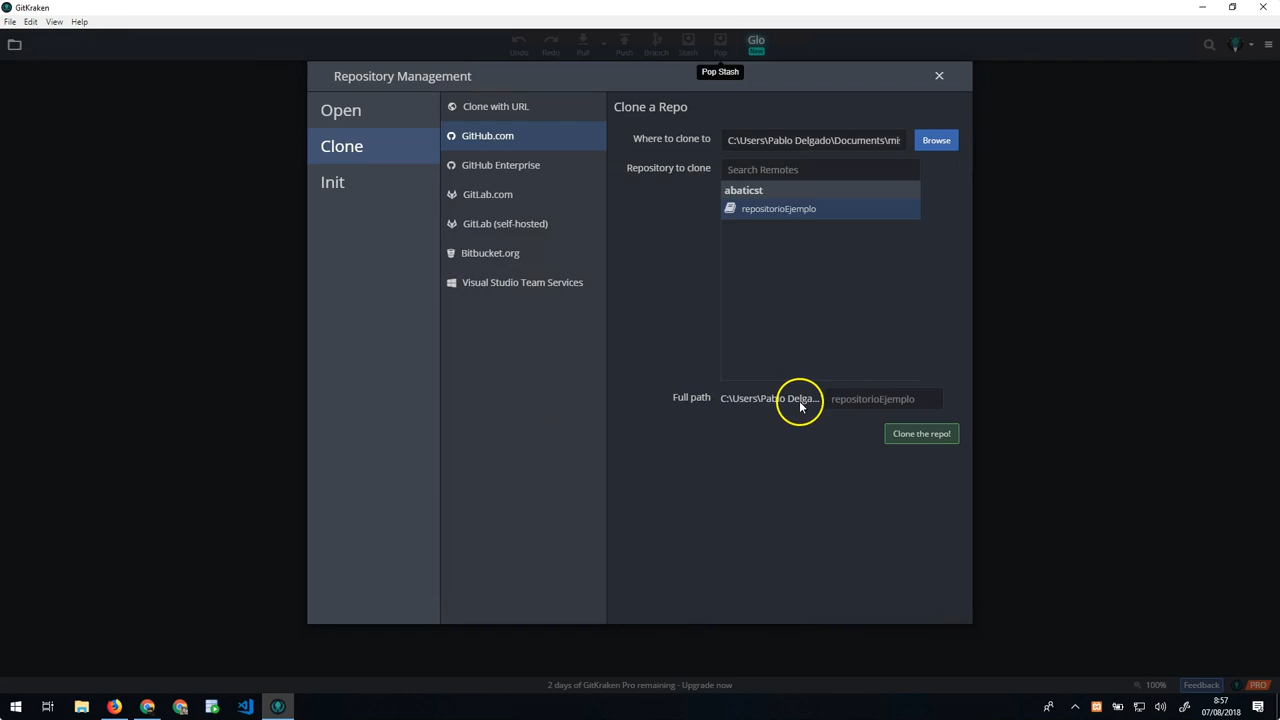 GitKraken
File Edit View Help
Undo Redo Pull Push Branch Stash Pop Glo
New
Pop Stash
Repository Management
Open
Clone
Init
Clone with URL
GitHub.com
GitHub Enterprise
GitLab.com
GitLab (self-hosted)
Bitbucket.org
Visual Studio Team Services
Clone a Repo
Where to clone to C:\Users\Pablo Delgado\Documents\mi Browse
Repository to clone Search Remotes
abaticst
repositorioEjemplo
Full path C:\Users\Pablo Delga... repositorioEjemplo
Clone the repo!
2 days of GitKraken Pro remaining - Upgrade now
100% Feedback PRO
8:57
07/08/2018